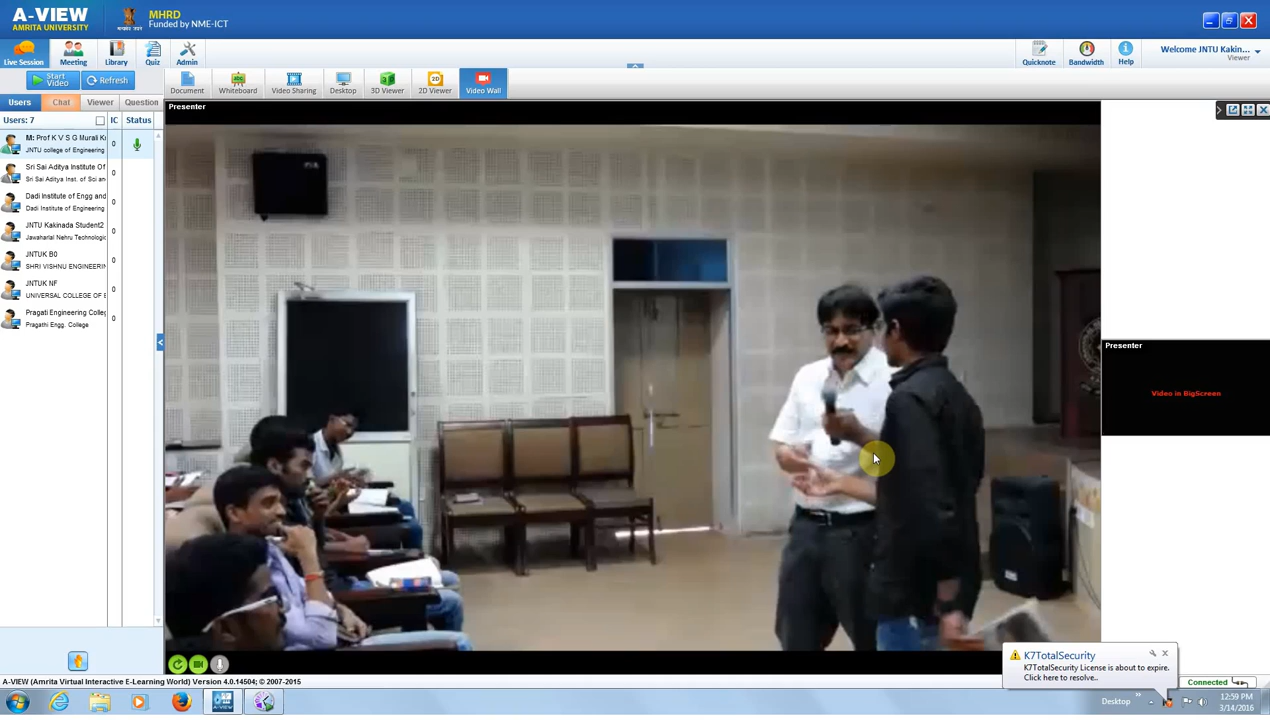 A-VIEW
AMRITA UNIVERSITY
MHRD
Funded by NME-ICT
Live Session
Meeting
Library
Quiz
Admin
Quicknote
Bandwidth
Help
Welcome JNTU Kakin...
Viewer
Start Video
Refresh
Document
Whiteboard
Video Sharing
Desktop
3D Viewer
2D Viewer
Video Wall
Users
Chat
Viewer
Question
Users: 7
IC
Status
Presenter
M: Prof K V S G Murali Kr
JNTU college of Engineering
0
Sri Sai Aditya Institute Of
Sri Sai Aditya Inst. of Sci an
0
Dadi Institute of Engg and
Dadi Institute of Engineering
0
JNTU Kakinada Student2
Jawaharlal Nehru Technologic
0
JNTUK B0
SHRI VISHNU ENGINEERIN
0
JNTUK NF
UNIVERSAL COLLEGE OF E
0
Pragati Engineering Colleg
Pragathi Engg. College
0
Presenter
Video in BigScreen
K7TotalSecurity
K7TotalSecurity License is about to expire.
Click here to resolve..
A-VIEW (Amrita Virtual Interactive E-Learning World) Version 4.0.14504; © 2007-2015
Connected
Desktop
12:59 PM
3/14/2016